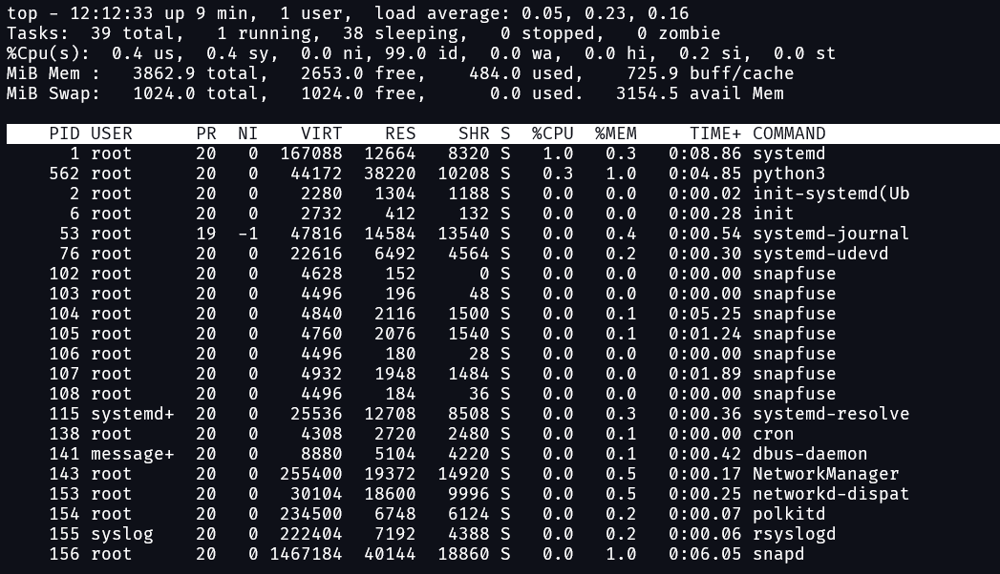 top - 12:12:33 up 9 min,  1 user,  load average: 0.05, 0.23, 0.16
Tasks:  39 total,   1 running,  38 sleeping,   0 stopped,   0 zombie
%Cpu(s):  0.4 us,  0.4 sy,  0.0 ni, 99.0 id,  0.0 wa,  0.0 hi,  0.2 si,  0.0 st
MiB Mem :   3862.9 total,   2653.0 free,    484.0 used,    725.9 buff/cache
MiB Swap:   1024.0 total,   1024.0 free,      0.0 used.   3154.5 avail Mem
    PID USER      PR  NI    VIRT    RES    SHR S  %CPU  %MEM     TIME+ COMMAND
      1 root      20   0  167088  12664   8320 S   1.0   0.3   0:08.86 systemd
    562 root      20   0   44172  38220  10208 S   0.3   1.0   0:04.85 python3
      2 root      20   0    2280   1304   1188 S   0.0   0.0   0:00.02 init-systemd(Ub
      6 root      20   0    2732    412    132 S   0.0   0.0   0:00.28 init
     53 root      19  -1   47816  14584  13540 S   0.0   0.4   0:00.54 systemd-journal
     76 root      20   0   22616   6492   4564 S   0.0   0.2   0:00.30 systemd-udevd
    102 root      20   0    4628    152      0 S   0.0   0.0   0:00.00 snapfuse
    103 root      20   0    4496    196     48 S   0.0   0.0   0:00.00 snapfuse
    104 root      20   0    4840   2116   1500 S   0.0   0.1   0:05.25 snapfuse
    105 root      20   0    4760   2076   1540 S   0.0   0.1   0:01.24 snapfuse
    106 root      20   0    4496    180     28 S   0.0   0.0   0:00.00 snapfuse
    107 root      20   0    4932   1948   1484 S   0.0   0.0   0:01.89 snapfuse
    108 root      20   0    4496    184     36 S   0.0   0.0   0:00.00 snapfuse
    115 systemd+  20   0   25536  12708   8508 S   0.0   0.3   0:00.36 systemd-resolve
    138 root      20   0    4308   2720   2480 S   0.0   0.1   0:00.00 cron
    141 message+  20   0    8880   5104   4220 S   0.0   0.1   0:00.42 dbus-daemon
    143 root      20   0  255400  19372  14920 S   0.0   0.5   0:00.17 NetworkManager
    153 root      20   0   30104  18600   9996 S   0.0   0.5   0:00.25 networkd-dispat
    154 root      20   0  234500   6748   6124 S   0.0   0.2   0:00.07 polkitd
    155 syslog    20   0  222404   7192   4388 S   0.0   0.2   0:00.06 rsyslogd
    156 root      20   0 1467184  40144  18860 S   0.0   1.0   0:06.05 snapd